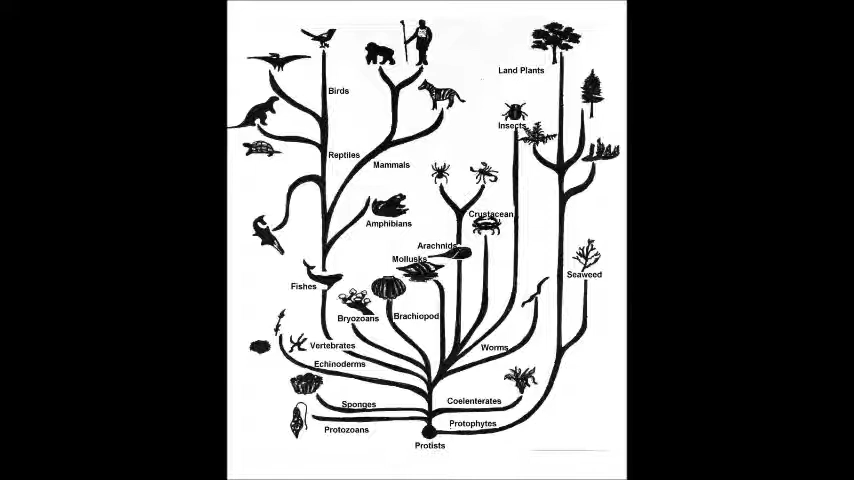 Land Plants
Birds
Insects
Reptiles
Mammals
Crustacean
Amphibians
Arachnids
Mollusks
Seaweed
Fishes
Bryozoans
Brachiopod
Vertebrates
Worms
Echinoderms
Sponges
Coelenterates
Protozoans
Protophytes
Protists